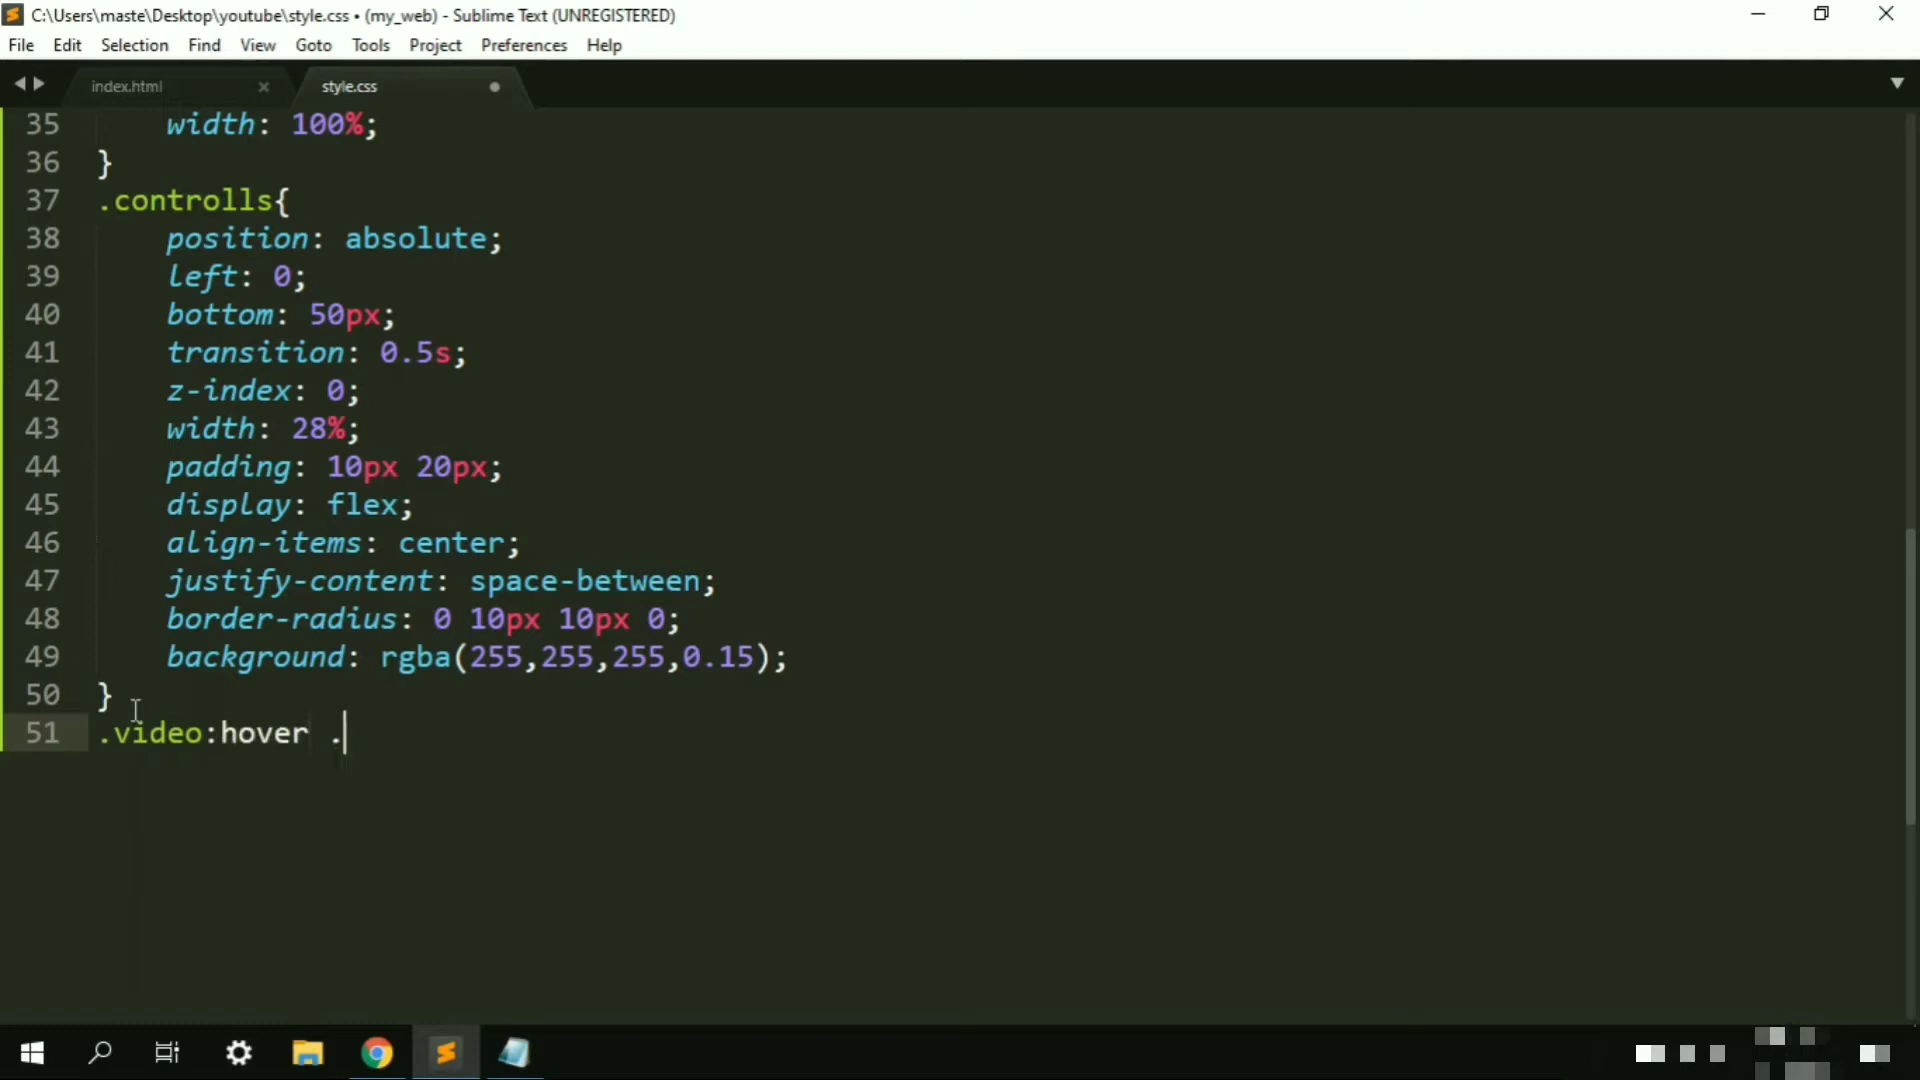 C:\Users\maste\Desktop\youtube\style.css • (my_web) - Sublime Text (UNREGISTERED)
File Edit Selection Find View Goto Tools Project Preferences Help
index.html style.css
35 width: 100%;
36 }
37 .controlls{
38 position: absolute;
39 left: 0;
40 bottom: 50px;
41 transition: 0.5s;
42 z-index: 0;
43 width: 28%;
44 padding: 10px 20px;
45 display: flex;
46 align-items: center;
47 justify-content: space-between;
48 border-radius: 0 10px 10px 0;
49 background: rgba(255,255,255,0.15);
50 }
51 .video:hover .